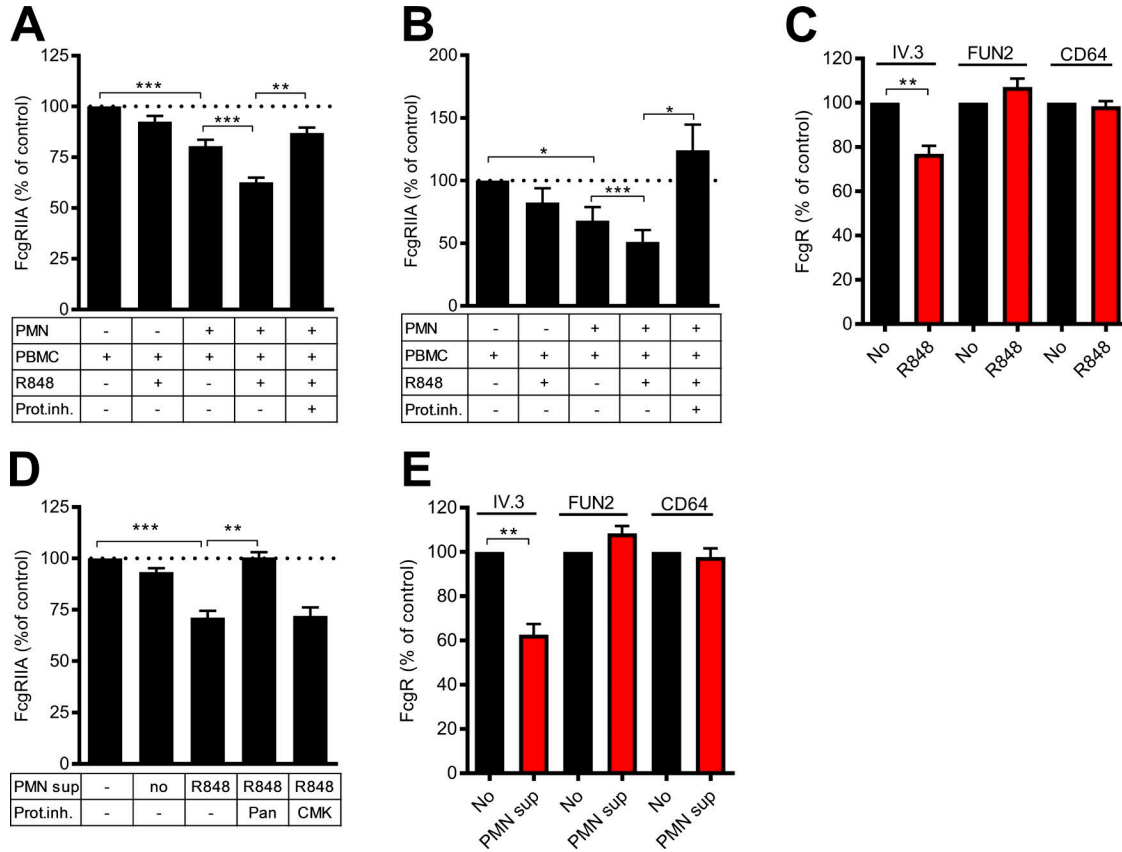 A
FcgRIIA (% of control)
125
100
75
50
25
0
*** **
***
PMN - - + + +
PBMC + + + + +
R848 - + - + +
Prot.inh. - - - - +
B
FcgRIIA (% of control)
200
150
100
50
0
*
*
***
PMN - - + + +
PBMC + + + + +
R848 - + - + +
Prot.inh. - - - - +
C
FcgR (% of control)
120
100
80
60
40
20
0
IV.3 FUN2 CD64
**
No R848 No R848 No R848
D
FcgRIIA (%of control)
125
100
75
50
25
0
*** **
PMN sup - no R848 R848 R848
Prot.inh. - - - Pan CMK
E
FcgR (% of control)
120
100
80
60
40
20
0
IV.3 FUN2 CD64
**
No PMN sup No PMN sup No PMN sup